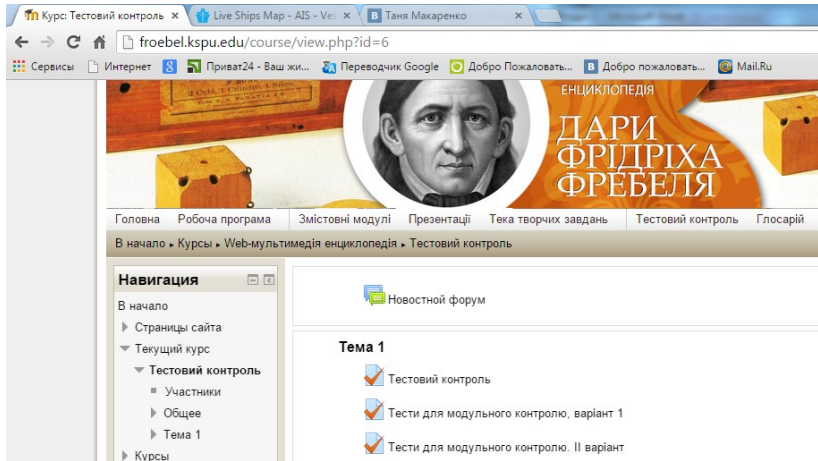 Курс: Тестовий контроль
Live Ships Map - AIS - Ves
Таня Макаренко
froebel.kspu.edu/course/view.php?id=6
Сервисы Интернет Приват24 - Ваш жи... Переводчик Google Добро Пожаловать... Добро пожаловать... Mail.Ru
ЕНЦИКЛОПЕДІЯ
ДАРИ
ФРІДРІХА
ФРЕБЕЛЯ
Головна Робоча програма Змістовні модулі Презентації Тека творчих завдань Тестовий контроль Глосарій
В начало ▸ Курсы ▸ Web-мультимедія енциклопедія ▸ Тестовий контроль
Навигация
В начало
Страницы сайта
Текущий курс
Тестовий контроль
Участники
Общее
Тема 1
Курсы
Новостной форум
Тема 1
Тестовий контроль
Тести для модульного контролю, варіант 1
Тести для модульного контролю. II варіант